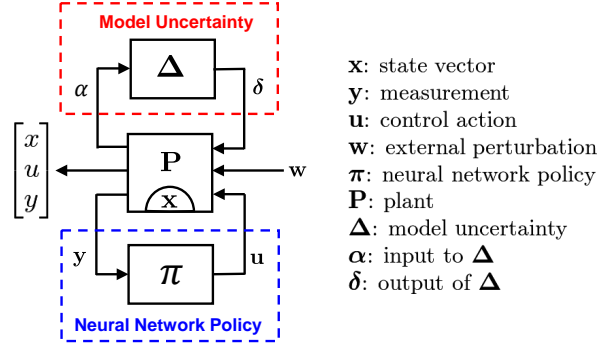 Model Uncertainty
Δ
α
δ
x
u
y
P
w
x
y
π
u
Neural Network Policy
x: state vector
y: measurement
u: control action
w: external perturbation
π: neural network policy
P: plant
Δ: model uncertainty
α: input to Δ
δ: output of Δ